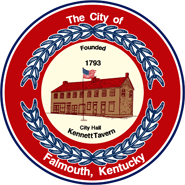 The City of
Founded
1793
City Hall
Kennett Tavern
Falmouth, Kentucky